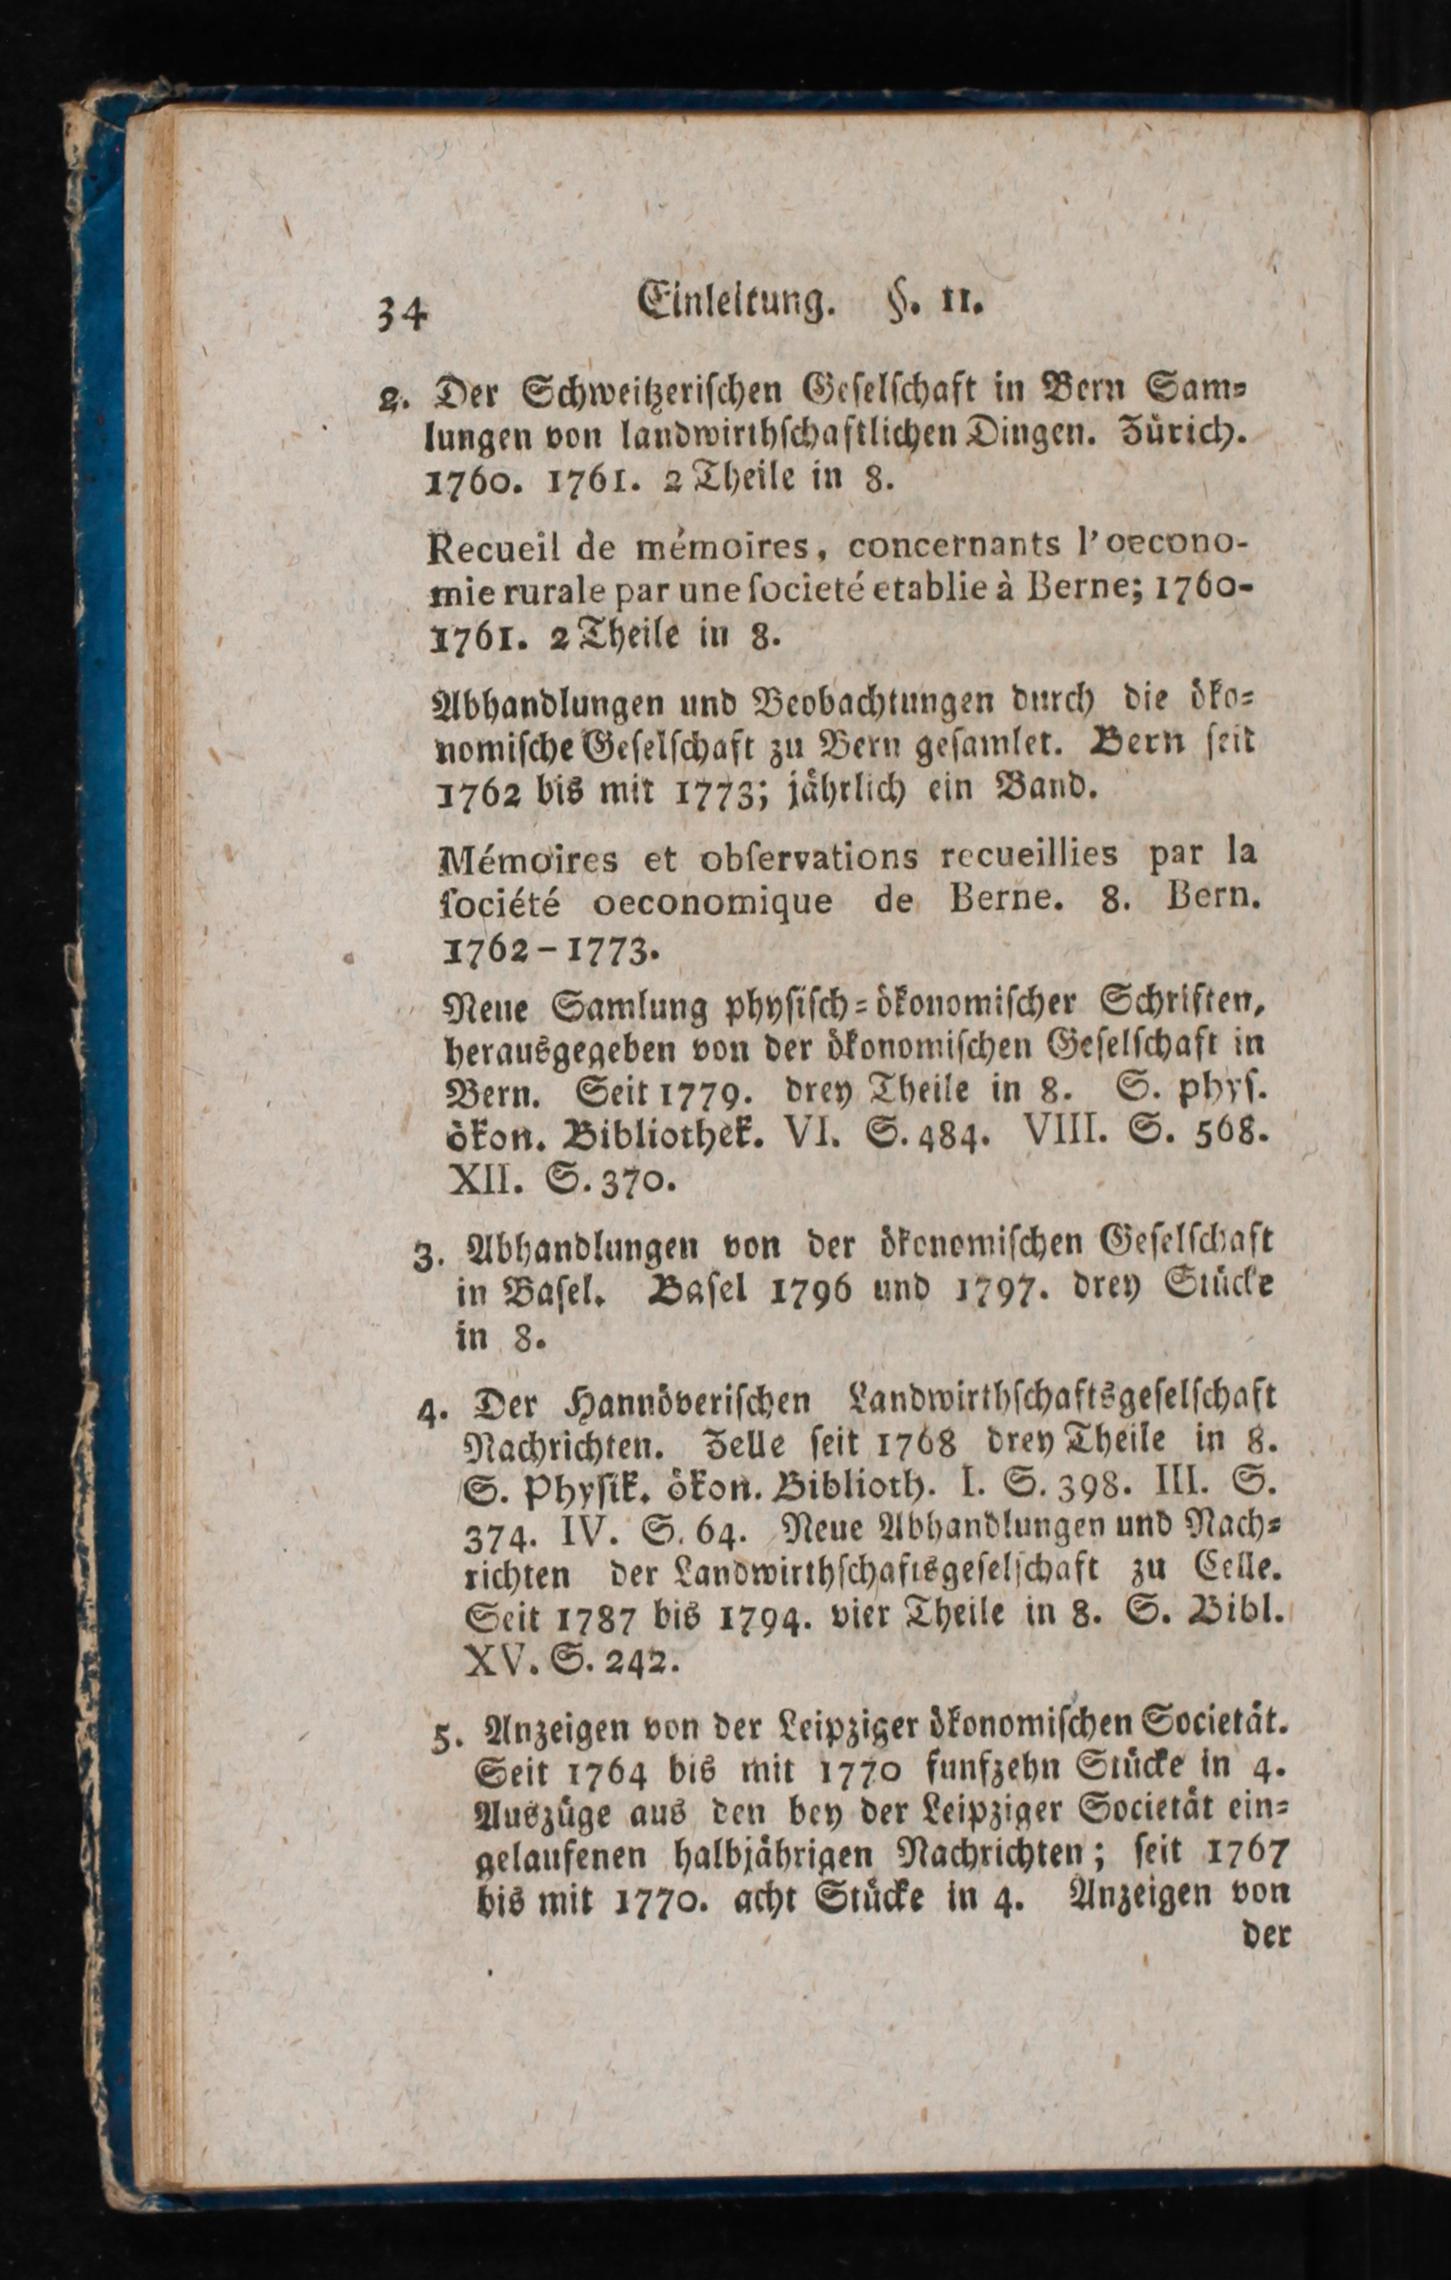 34 Einleitung. §. 11.
2. Der Schweitzeriſchen Geſelſchaft in Bern Sam⸗
lungen von landwirthſchaftlichen Dingen. Zürich.
1760. 1761. 2 Theile in 8.
Recueil de mémoires, concernants l'oecono-
mie rurale par une ſocieté etablie à Berne; 1760-
1761. 2 Theile in 8.
Abhandlungen und Beobachtungen durch die öko⸗
nomiſche Geſelſchaft zu Bern geſamlet. Bern ſeit
1762 bis mit 1773; jährlich ein Band.
Mémoires et obſervations recueillies par la
ſociété oeconomique de Berne. 8. Bern.
1762–1773.
Neue Samlung phyſiſch⸗ökonomiſcher Schriften,
herausgegeben von der ökonomiſchen Geſelſchaft in
Bern. Seit 1779. drey Theile in 8. S. phyſ.
ökon. Bibliothek. VI. S. 484. VIII. S. 568.
XII. S. 370.
3. Abhandlungen von der ökonomiſchen Geſelſchaft
in Baſel. Baſel 1796 und 1797. drey Stücke
in 8.
4. Der Hannöveriſchen Landwirthſchaftsgeſelſchaft
Nachrichten. Zelle ſeit 1768 drey Theile in 8.
S. Phyſik. ökon. Biblioth. I. S. 398. III. S.
374. IV. S. 64. Neue Abhandlungen und Nach⸗
richten der Landwirthſchaftsgeſelſchaft zu Celle.
Seit 1787 bis 1794. vier Theile in 8. S. Bibl.
XV. S. 242.
5. Anzeigen von der Leipziger ökonomiſchen Societät.
Seit 1764 bis mit 1770 funfzehn Stücke in 4.
Auszüge aus den bey der Leipziger Societät ein⸗
gelaufenen halbjährigen Nachrichten; ſeit 1767
bis mit 1770. acht Stücke in 4. Anzeigen von
der